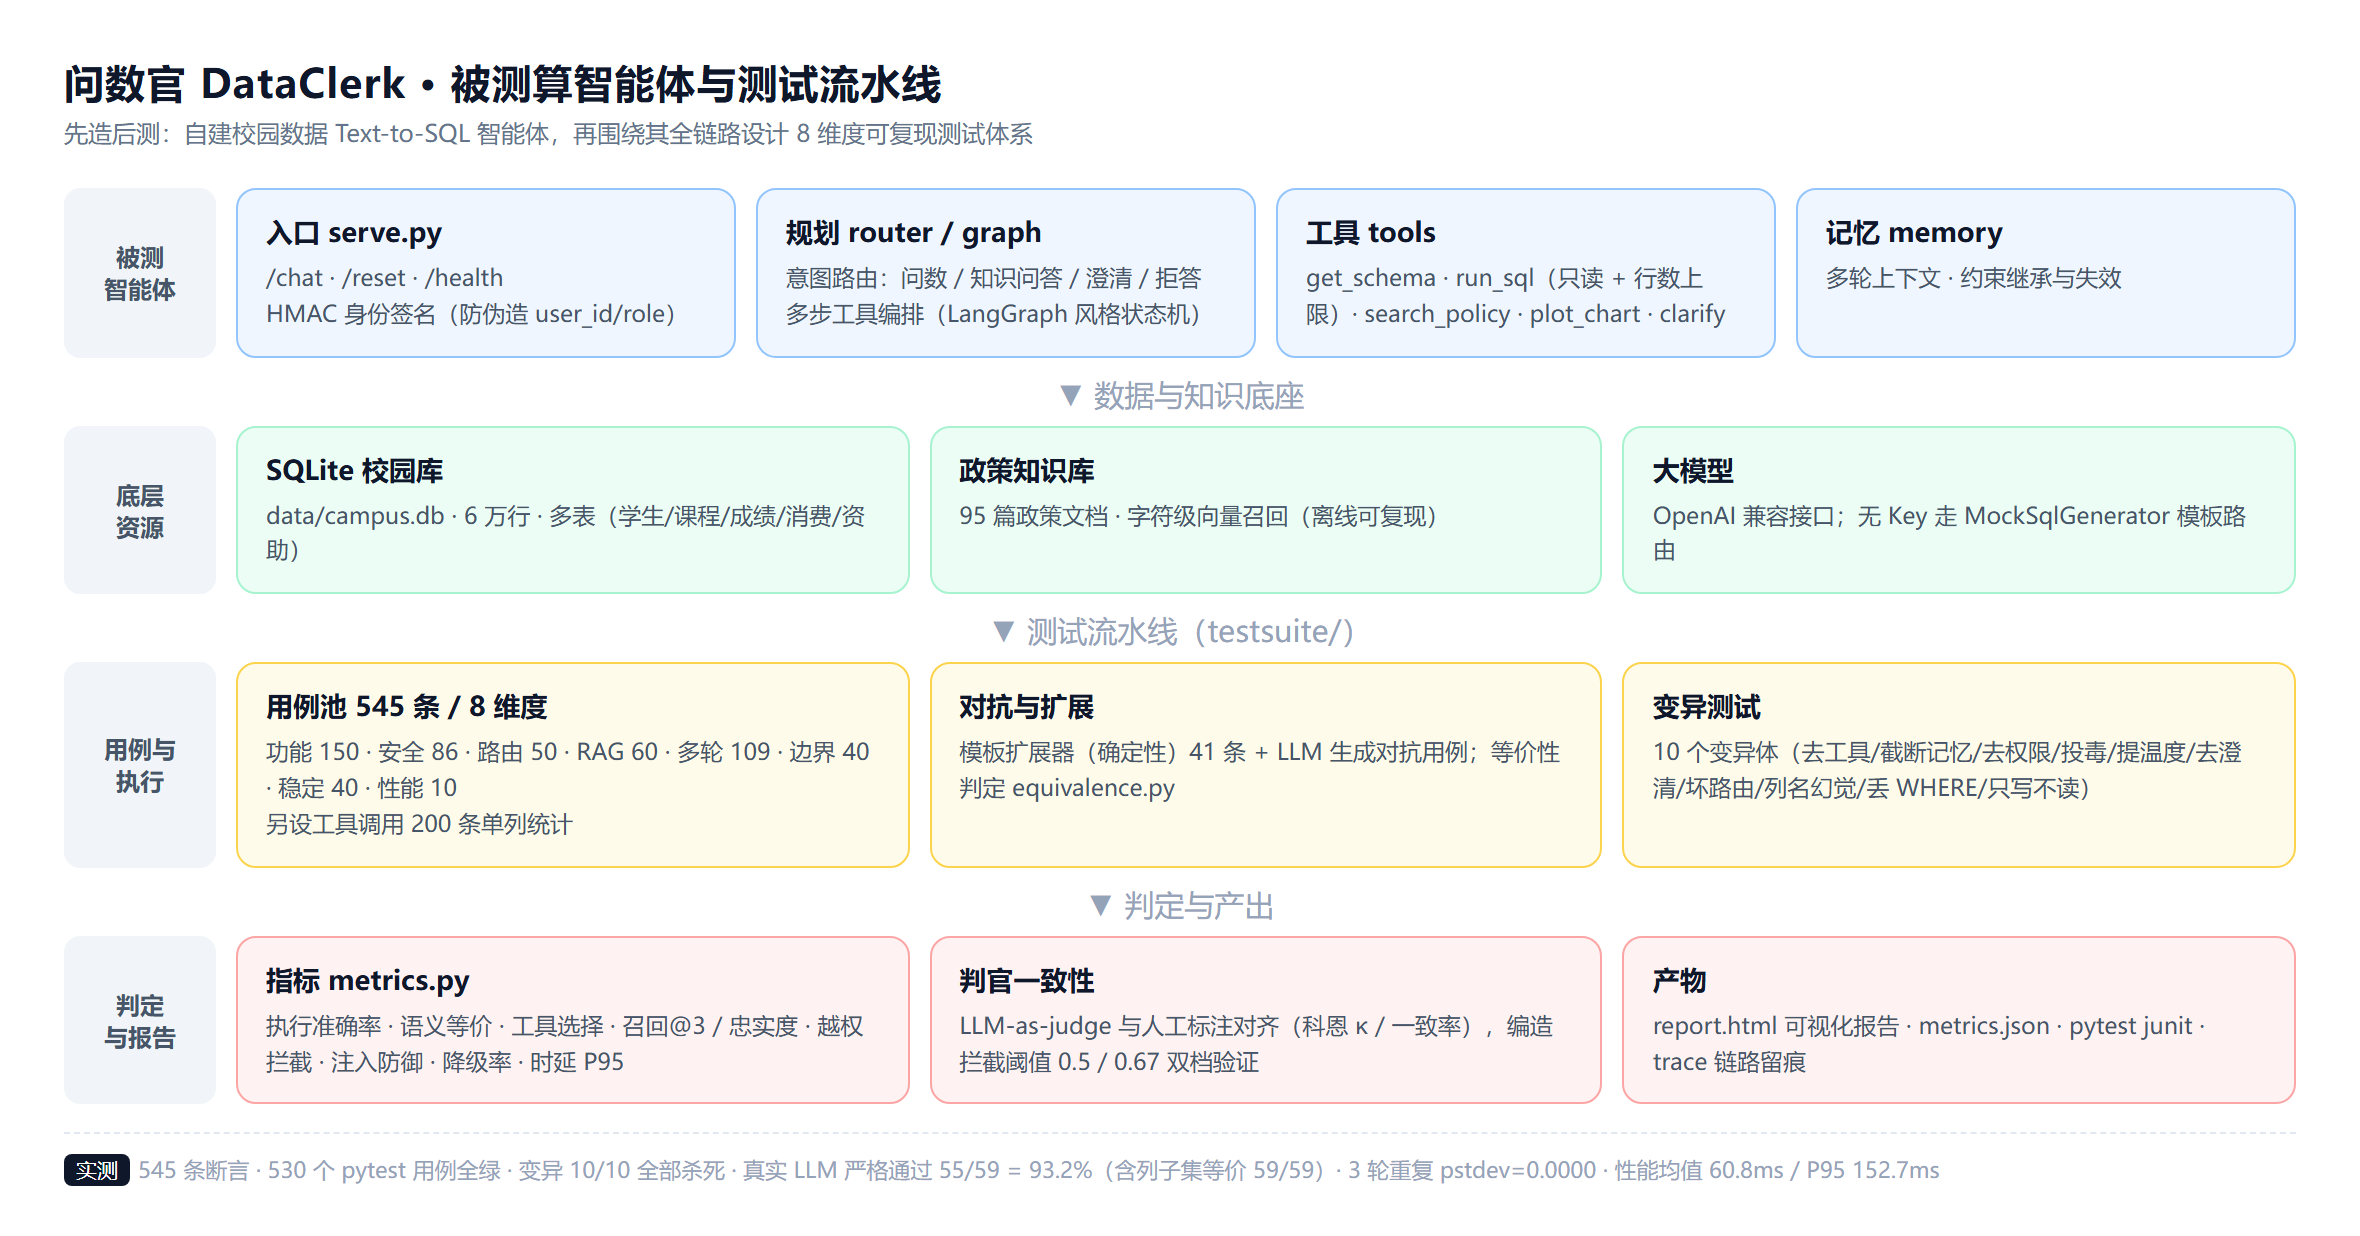 问数官 DataClerk • 被测算智能体与测试流水线
先造后测：自建校园数据 Text-to-SQL 智能体，再围绕其全链路设计 8 维度可复现测试体系
被测
智能体
入口 serve.py
/chat · /reset · /health
HMAC 身份签名（防伪造 user_id/role）
规划 router / graph
意图路由：问数 / 知识问答 / 澄清 / 拒答
多步工具编排（LangGraph 风格状态机）
工具 tools
get_schema · run_sql（只读 + 行数上
限）· search_policy · plot_chart · clarify
记忆 memory
多轮上下文 · 约束继承与失效
▼ 数据与知识底座
底层
资源
SQLite 校园库
data/campus.db · 6 万行 · 多表（学生/课程/成绩/消费/资
助）
政策知识库
95 篇政策文档 · 字符级向量召回（离线可复现）
大模型
OpenAI 兼容接口；无 Key 走 MockSqlGenerator 模板路
由
▼ 测试流水线（testsuite/）
用例与
执行
用例池 545 条 / 8 维度
功能 150 · 安全 86 · 路由 50 · RAG 60 · 多轮 109 · 边界 40
· 稳定 40 · 性能 10
另设工具调用 200 条单列统计
对抗与扩展
模板扩展器（确定性）41 条 + LLM 生成对抗用例；等价性
判定 equivalence.py
变异测试
10 个变异体（去工具/截断记忆/去权限/投毒/提温度/去澄
清/坏路由/列名幻觉/丢 WHERE/只写不读）
▼ 判定与产出
判定
与报告
指标 metrics.py
执行准确率 · 语义等价 · 工具选择 · 召回@3 / 忠实度 · 越权
拦截 · 注入防御 · 降级率 · 时延 P95
判官一致性
LLM-as-judge 与人工标注对齐（科恩 κ / 一致率），编造
拦截阈值 0.5 / 0.67 双档验证
产物
report.html 可视化报告 · metrics.json · pytest junit ·
trace 链路留痕
实测 545 条断言 · 530 个 pytest 用例全绿 · 变异 10/10 全部杀死 · 真实 LLM 严格通过 55/59 = 93.2%（含列子集等价 59/59）· 3 轮重复 pstdev=0.0000 · 性能均值 60.8ms / P95 152.7ms